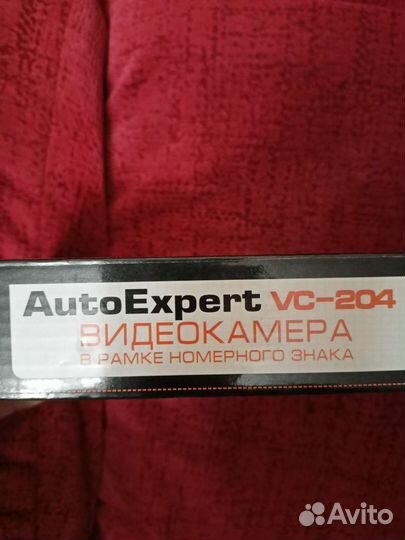 AutoExpert VC-204
ВИДЕОКАМЕРА
В РАМКЕ НОМЕРНОГО ЗНАКА
Avito